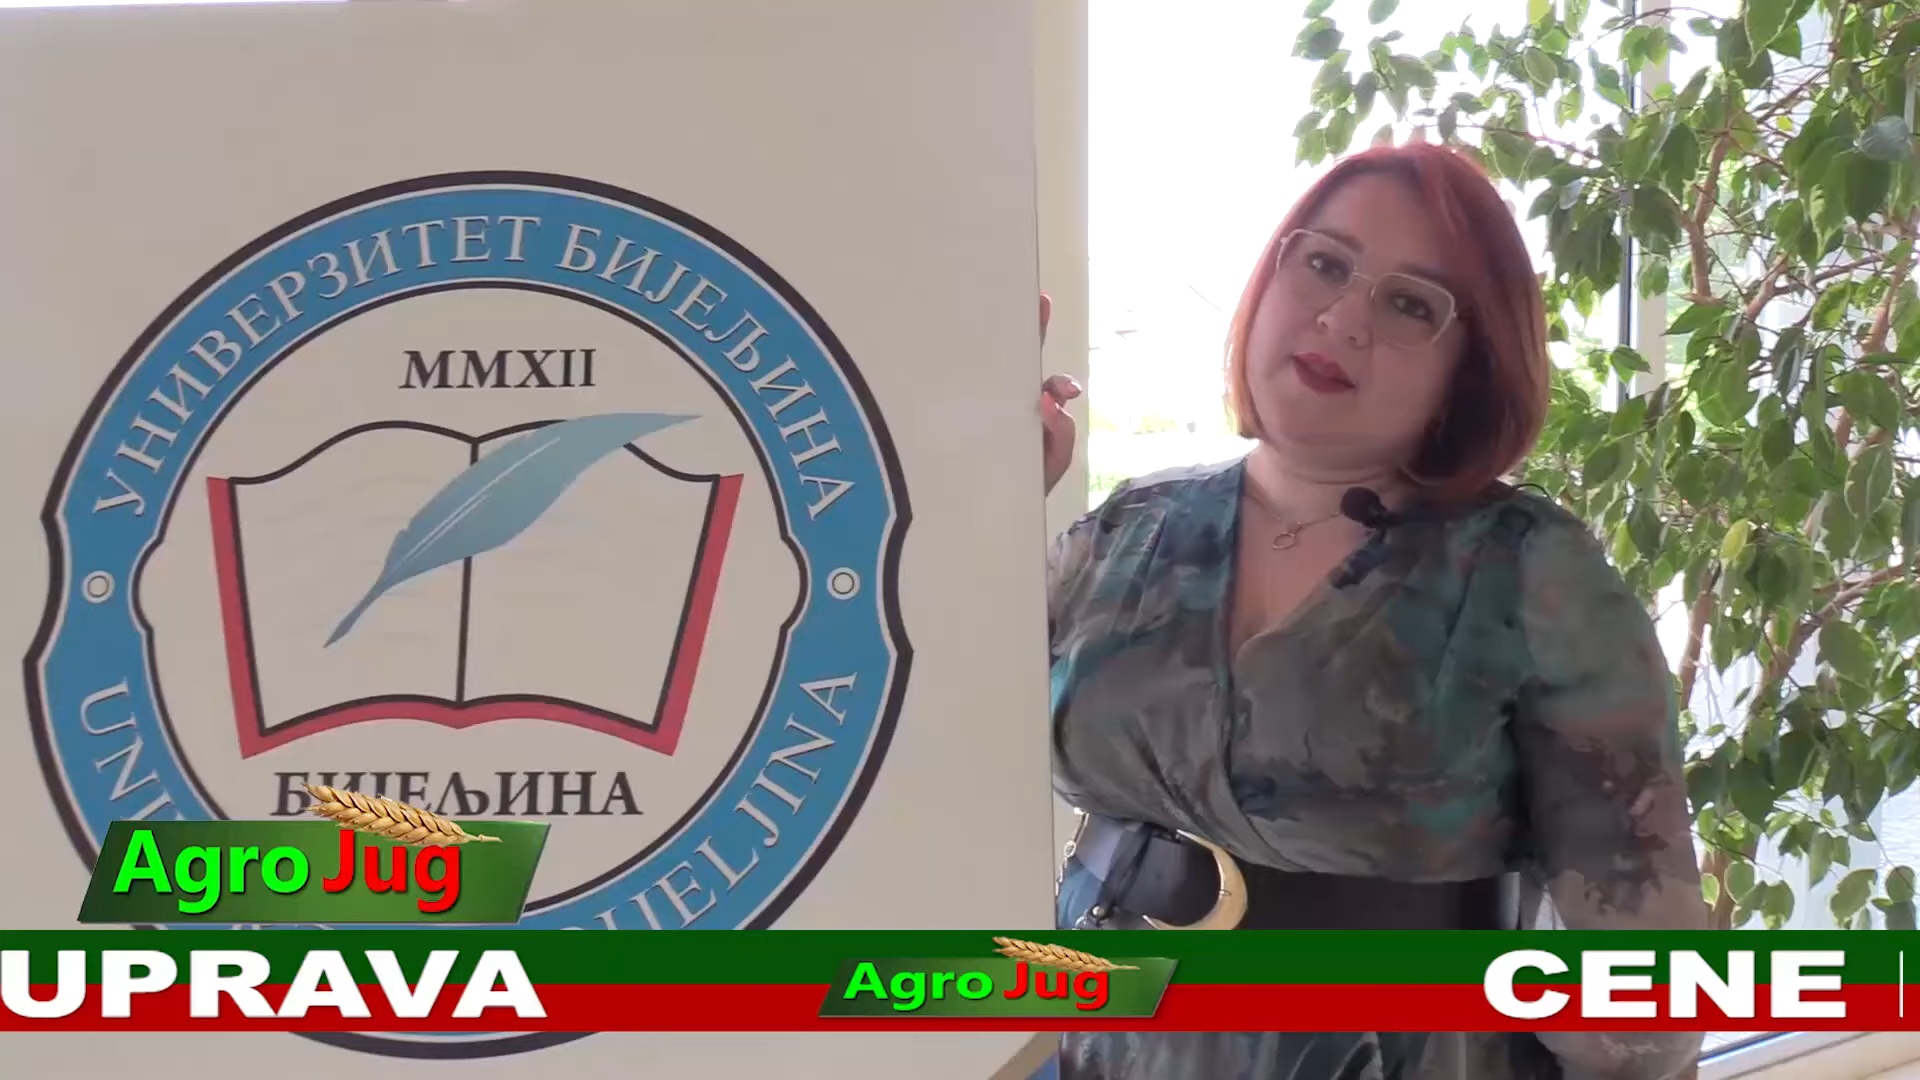 УНИВЕРЗИТЕТ БИЈЕЉИНА
MMXII
БИЈЕЉИНА
Agro Jug
UPRAVA
Agro Jug
CENE